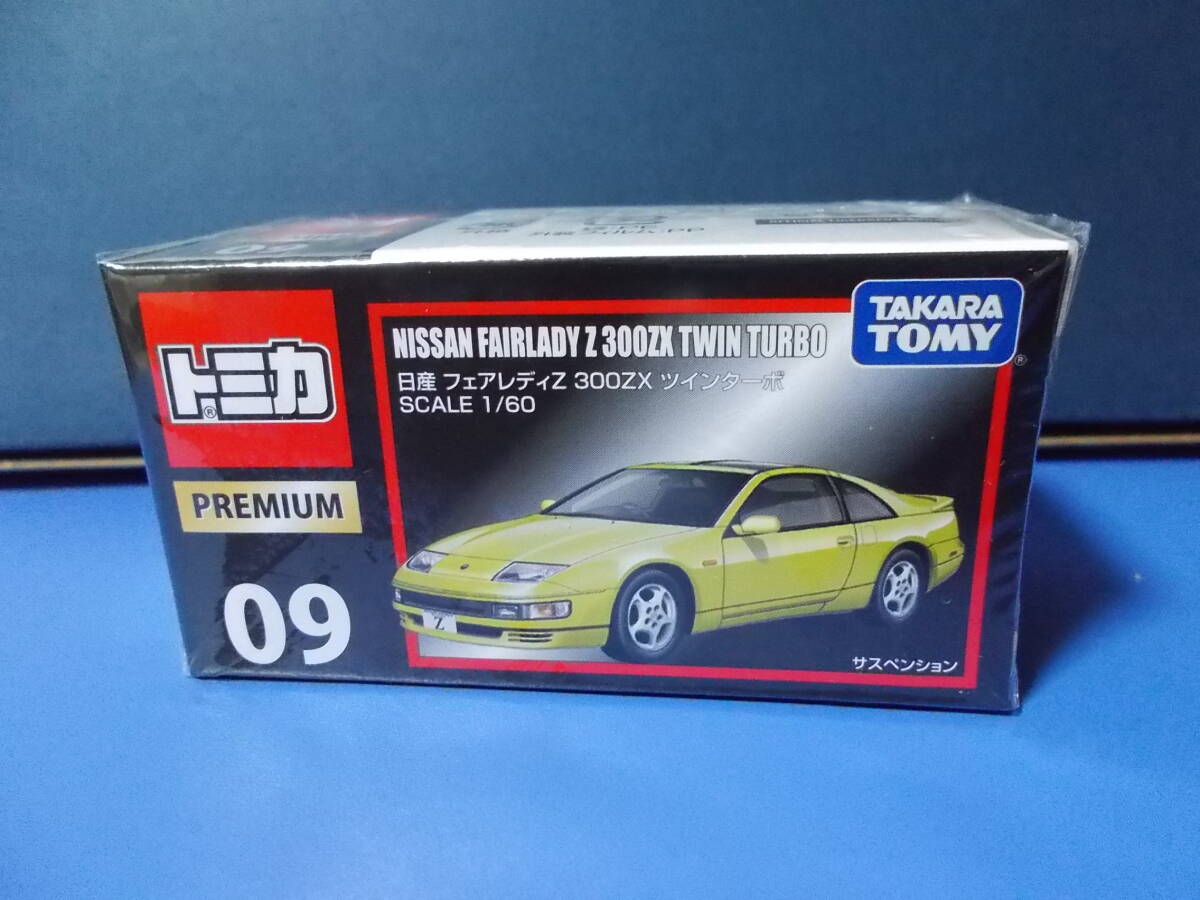 09
トミカ®
PREMIUM
09
NISSAN FAIRLADY Z 300ZX TWIN TURBO
日産 フェアレディZ 300ZX ツインターボ
SCALE 1/60
TAKARA
TOMY®
Z
サスペンション